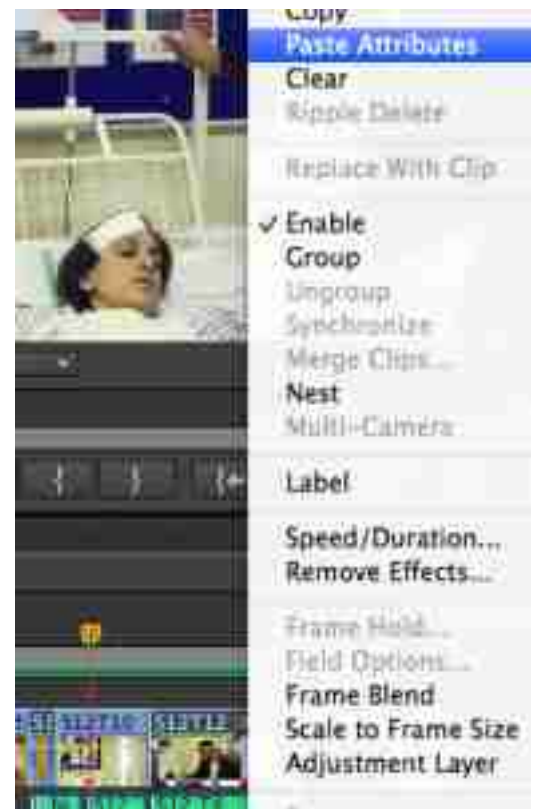 Copy
Paste Attributes
Clear
Ripple Delete
Replace With Clip
✓ Enable
Group
Ungroup
Synchronize
Merge Clips...
Nest
Multi-Camera
Label
Speed/Duration...
Remove Effects...
Frame Hold...
Field Options...
Frame Blend
Scale to Frame Size
Adjustment Layer